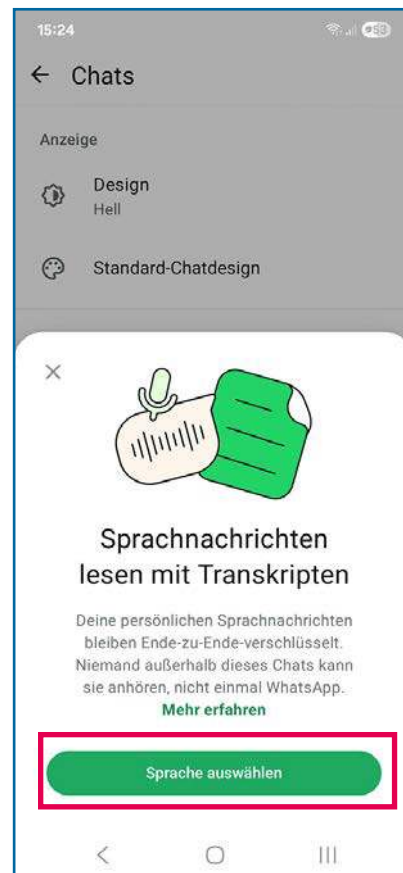 15:24
53
Chats
Anzeige
Design
Hell
Standard-Chatdesign
Sprachnachrichten
lesen mit Transkripten
Deine persönlichen Sprachnachrichten
bleiben Ende-zu-Ende-verschlüsselt.
Niemand außerhalb dieses Chats kann
sie anhören, nicht einmal WhatsApp.
Mehr erfahren
Sprache auswählen